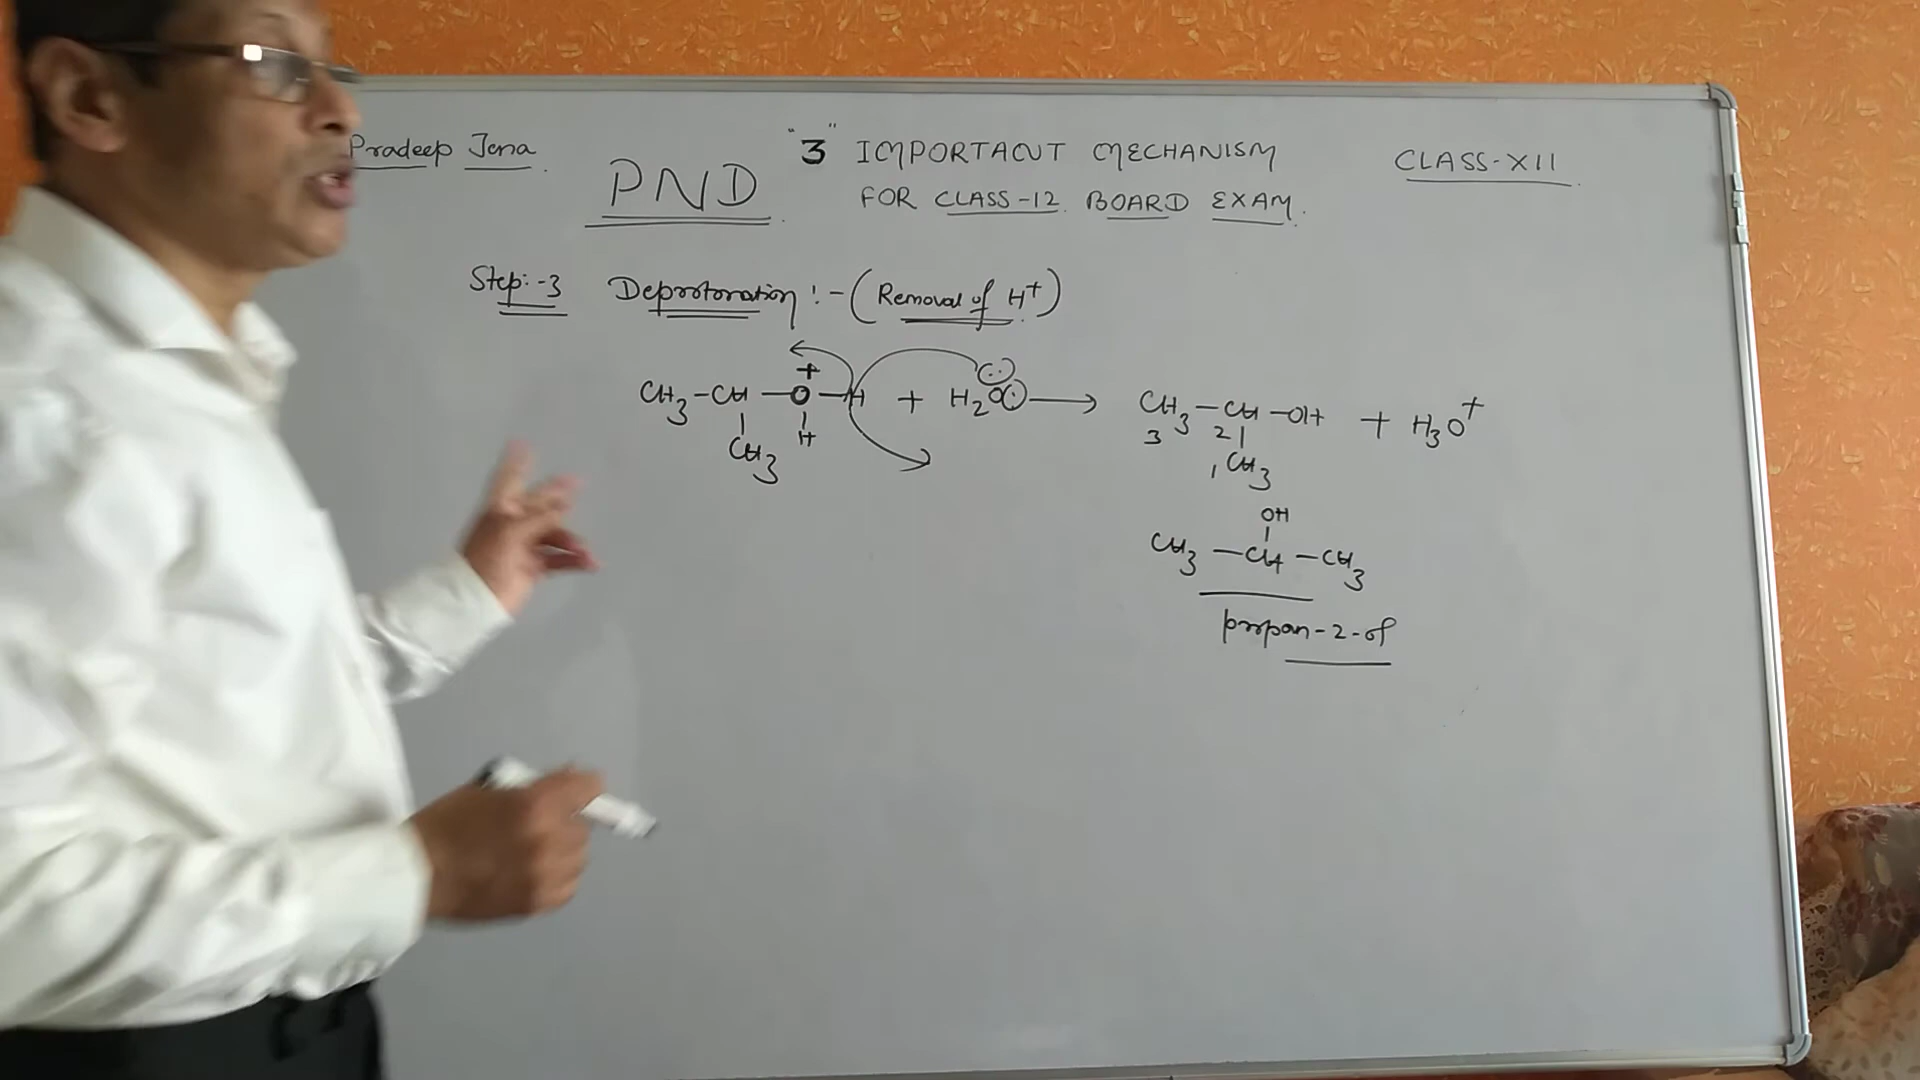 Pradeep Jena
PND
"3" IMPORTANT MECHANISM
FOR CLASS-12 BOARD EXAM.
CLASS-XII
Step:-3 Deprotonation :- (Removal of H+)
CH3-CH-O+-H + H2O: → CH3-CH-OH + H3O+
CH3 H 3 2 1 CH3
OH
CH3-CH-CH3
propan-2-ol